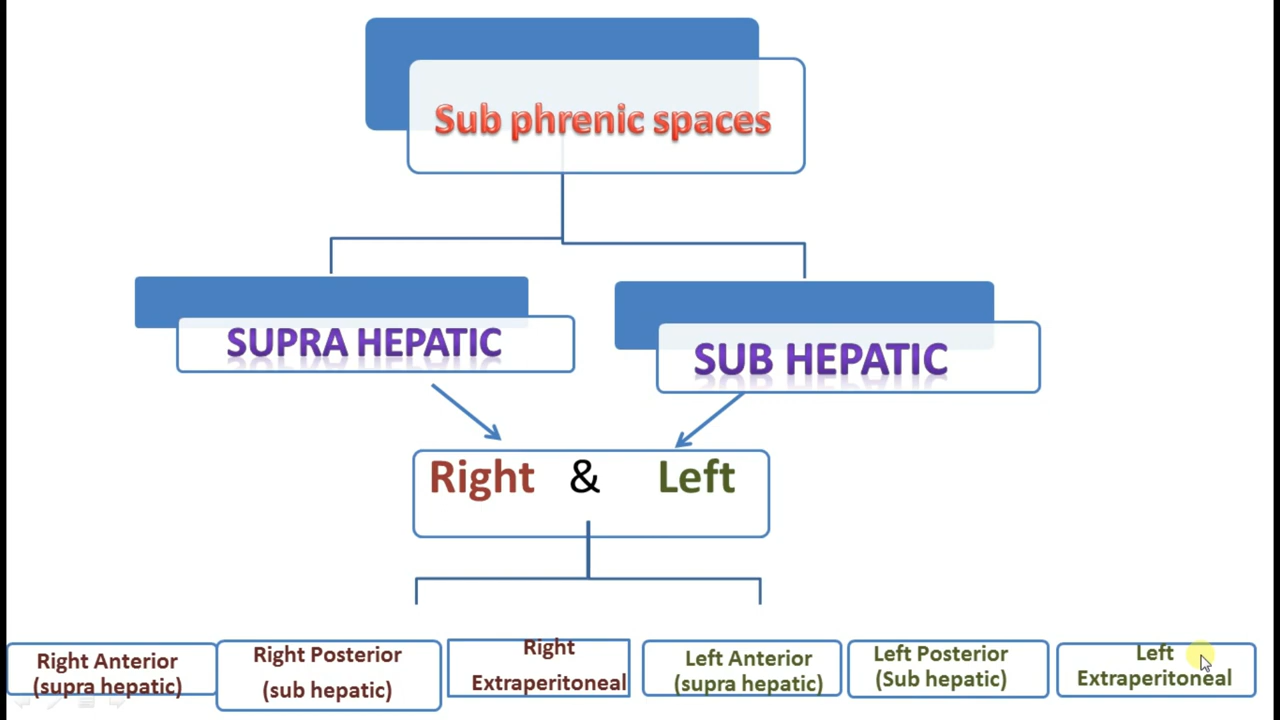 Sub phrenic spaces
SUPRA HEPATIC
SUB HEPATIC
Right & Left
Right Anterior
(supra hepatic)
Right Posterior
(sub hepatic)
Right
Extraperitoneal
Left Anterior
(supra hepatic)
Left Posterior
(Sub hepatic)
Left
Extraperitoneal